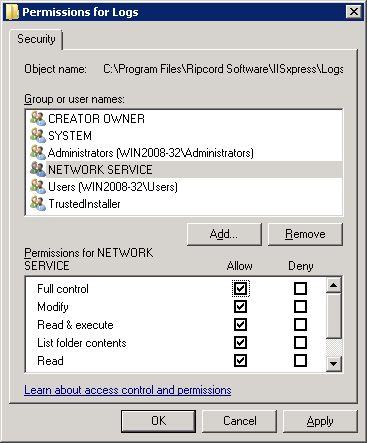 Permissions for Logs
Security
Object name: C:\Program Files\Ripcord Software\IISxpress\Logs
Group or user names:
CREATOR OWNER
SYSTEM
Administrators (WIN2008-32\Administrators)
NETWORK SERVICE
Users (WIN2008-32\Users)
TrustedInstaller
Add... Remove
Permissions for NETWORK
SERVICE Allow Deny
Full control
Modify
Read & execute
List folder contents
Read
Learn about access control and permissions
OK Cancel Apply